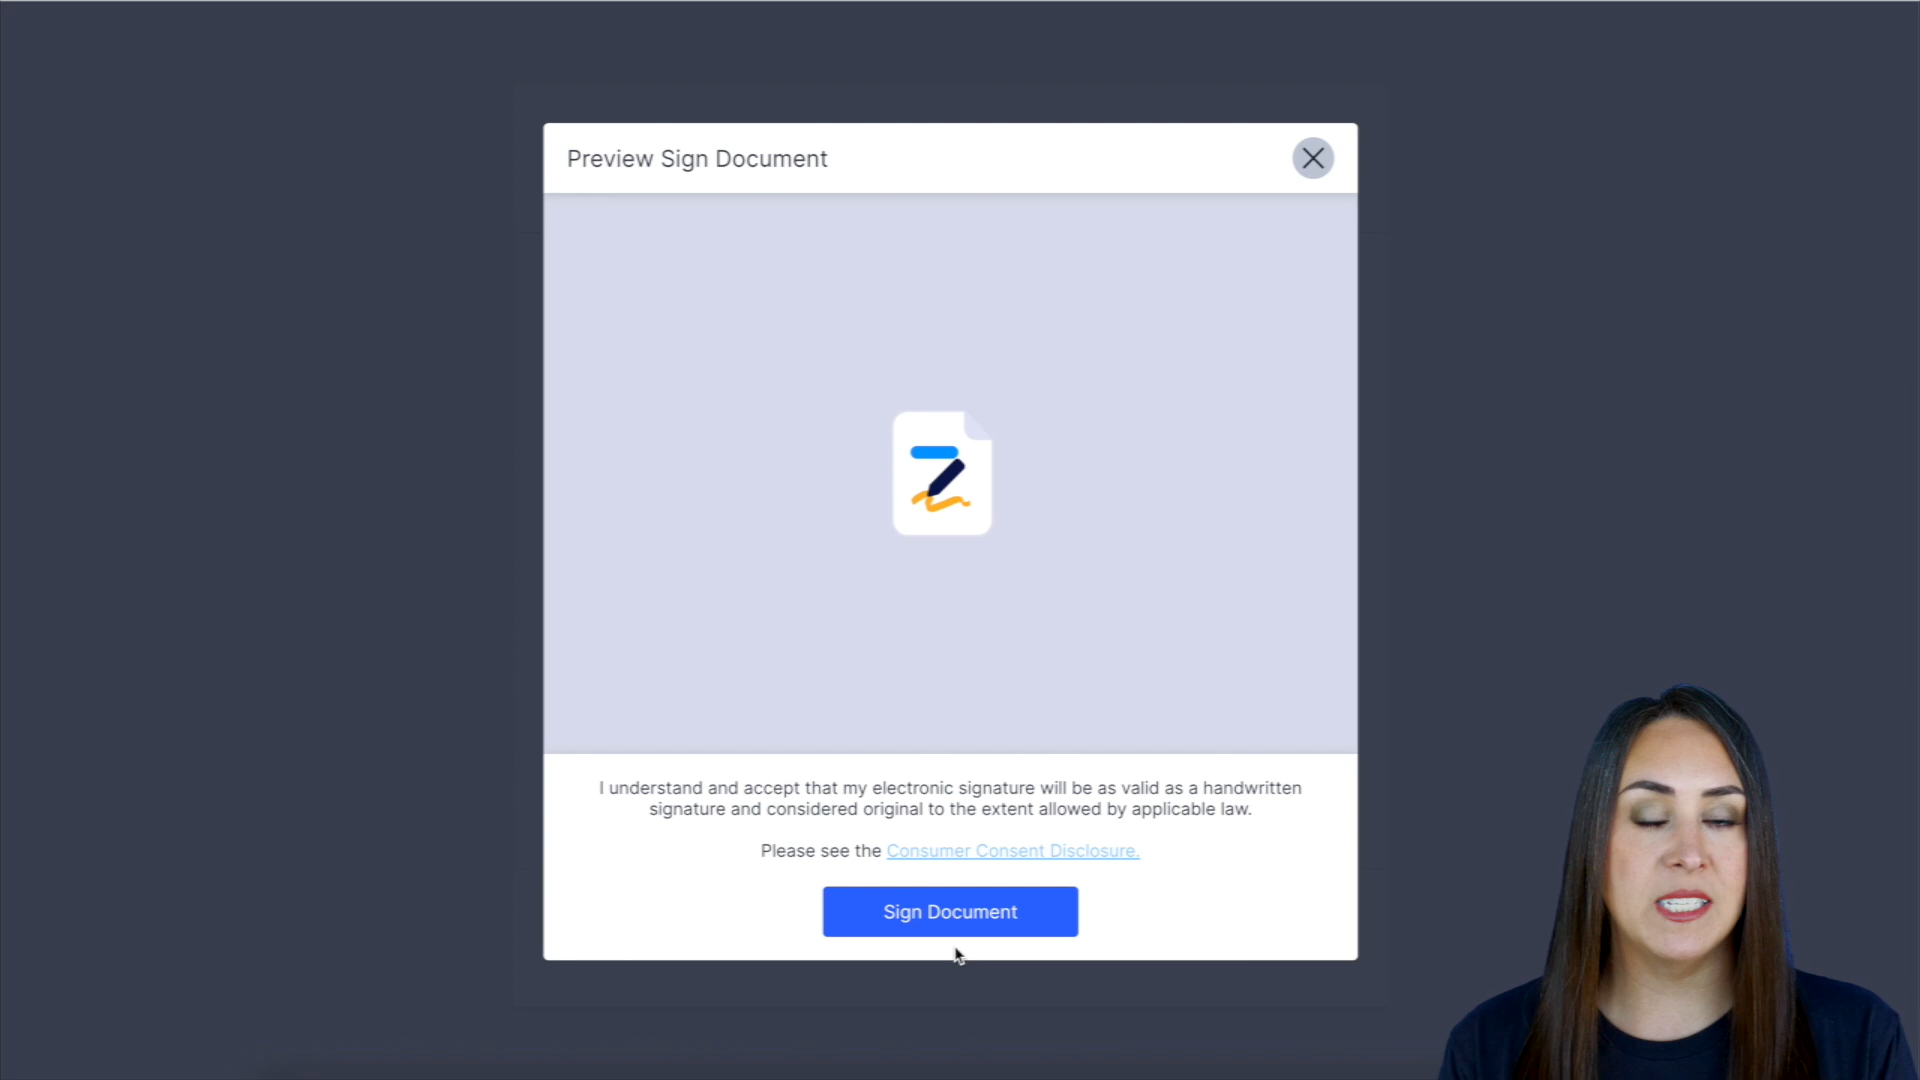 Preview Sign Document
I understand and accept that my electronic signature will be as valid as a handwritten
signature and considered original to the extent allowed by applicable law.
Please see the Consumer Consent Disclosure.
Sign Document